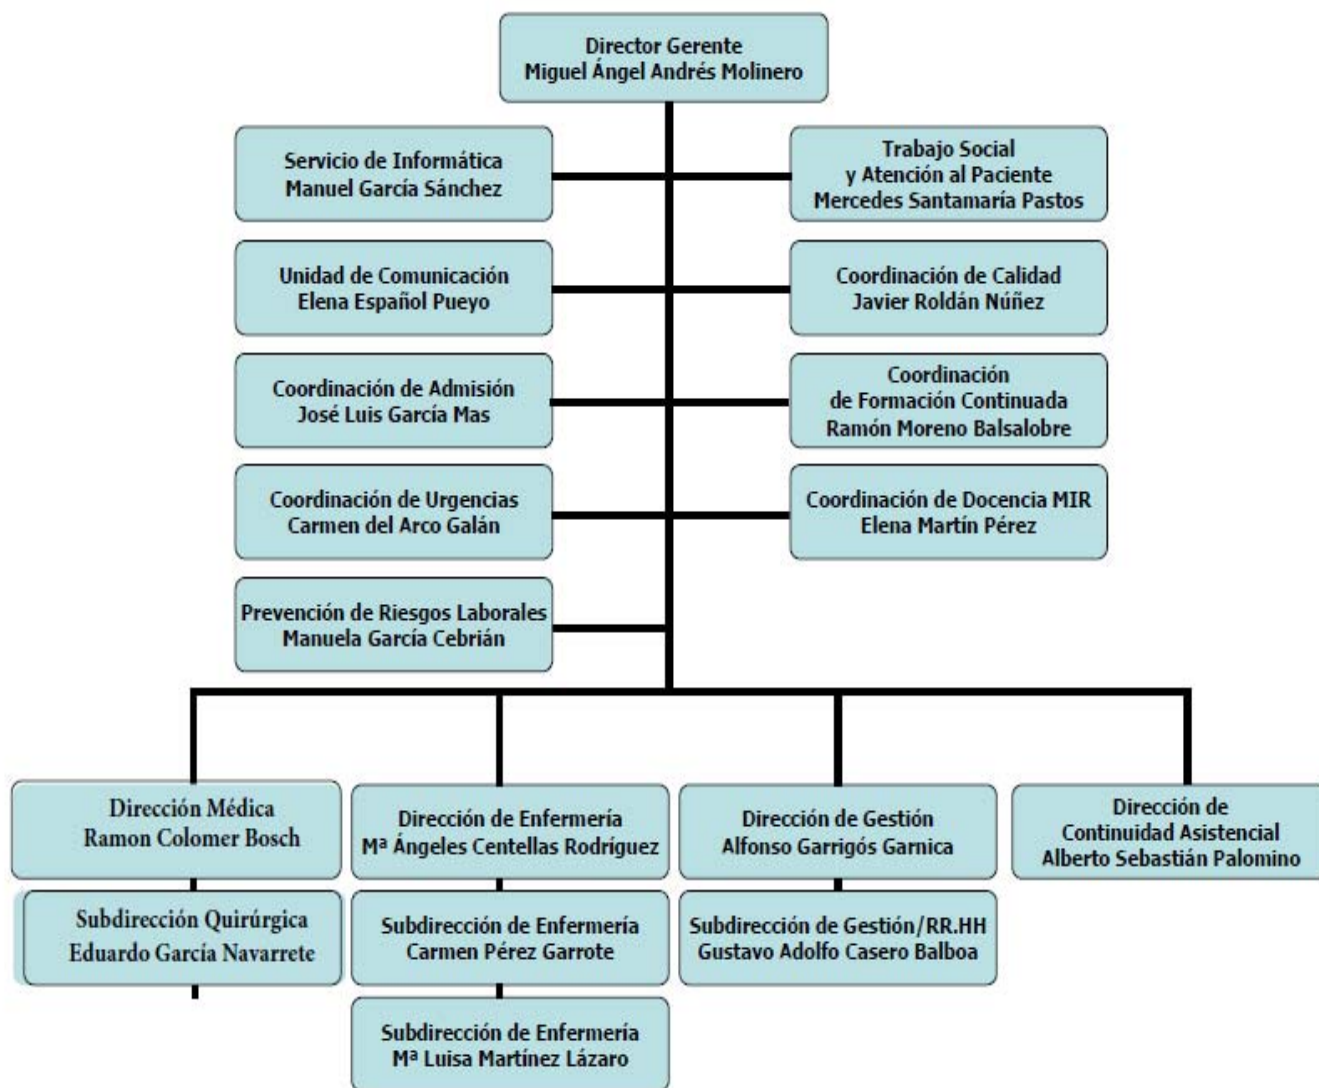 Director Gerente
Miguel Ángel Andrés Molinero
Servicio de Informática
Manuel García Sánchez
Trabajo Social
y Atención al Paciente
Mercedes Santamaría Pastos
Unidad de Comunicación
Elena Español Pueyo
Coordinación de Calidad
Javier Roldán Núñez
Coordinación de Admisión
José Luis García Mas
Coordinación
de Formación Continuada
Ramón Moreno Balsalobre
Coordinación de Urgencias
Carmen del Arco Galán
Coordinación de Docencia MIR
Elena Martín Pérez
Prevención de Riesgos Laborales
Manuela García Cebrián
Dirección Médica
Ramon Colomer Bosch
Dirección de Enfermería
Mª Ángeles Centellas Rodríguez
Dirección de Gestión
Alfonso Garrigós Garnica
Dirección de
Continuidad Asistencial
Alberto Sebastián Palomino
Subdirección Quirúrgica
Eduardo García Navarrete
Subdirección de Enfermería
Carmen Pérez Garrote
Subdirección de Gestión/RR.HH
Gustavo Adolfo Casero Balboa
Subdirección de Enfermería
Mª Luisa Martínez Lázaro